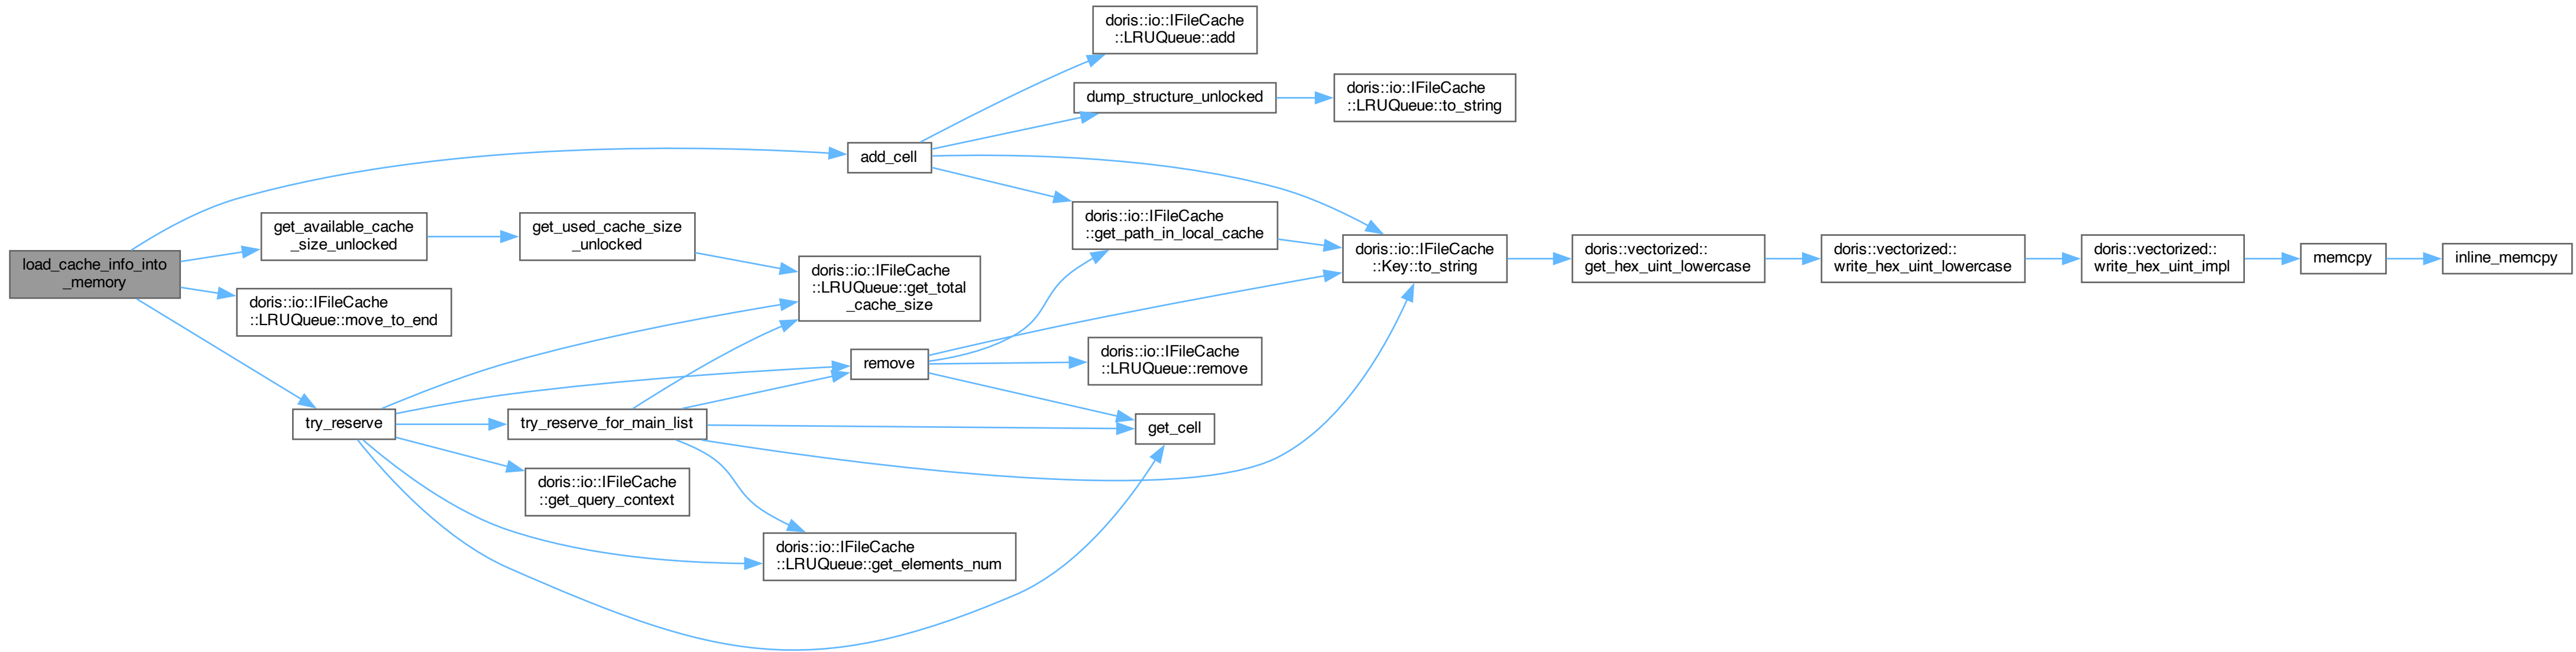 load_cache_info_into
_memory
get_available_cache
_size_unlocked
doris::io::IFileCache
::LRUQueue::move_to_end
try_reserve
get_used_cache_size
_unlocked
try_reserve_for_main_list
doris::io::IFileCache
::get_query_context
add_cell
doris::io::IFileCache
::LRUQueue::get_total
_cache_size
remove
doris::io::IFileCache
::LRUQueue::get_elements_num
doris::io::IFileCache
::LRUQueue::add
dump_structure_unlocked
doris::io::IFileCache
::get_path_in_local_cache
doris::io::IFileCache
::LRUQueue::remove
get_cell
doris::io::IFileCache
::LRUQueue::to_string
doris::io::IFileCache
::Key::to_string
doris::vectorized::
get_hex_uint_lowercase
doris::vectorized::
write_hex_uint_lowercase
doris::vectorized::
write_hex_uint_impl
memcpy
inline_memcpy